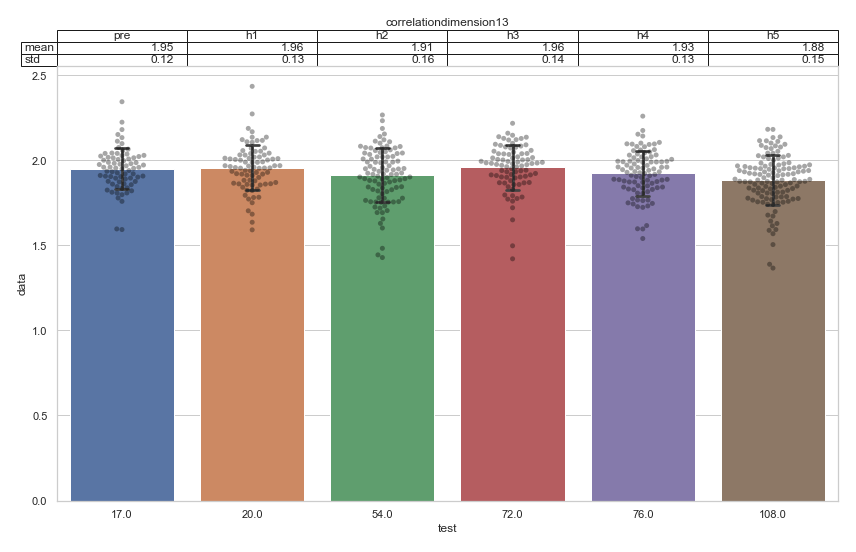 correlationdimension13
pre h1 h2 h3 h4 h5
mean 1.95 1.96 1.91 1.96 1.93 1.88
std 0.12 0.13 0.16 0.14 0.13 0.15
2.5
2.0
1.5
1.0
0.5
0.0
data
17.0 20.0 54.0 72.0 76.0 108.0
test